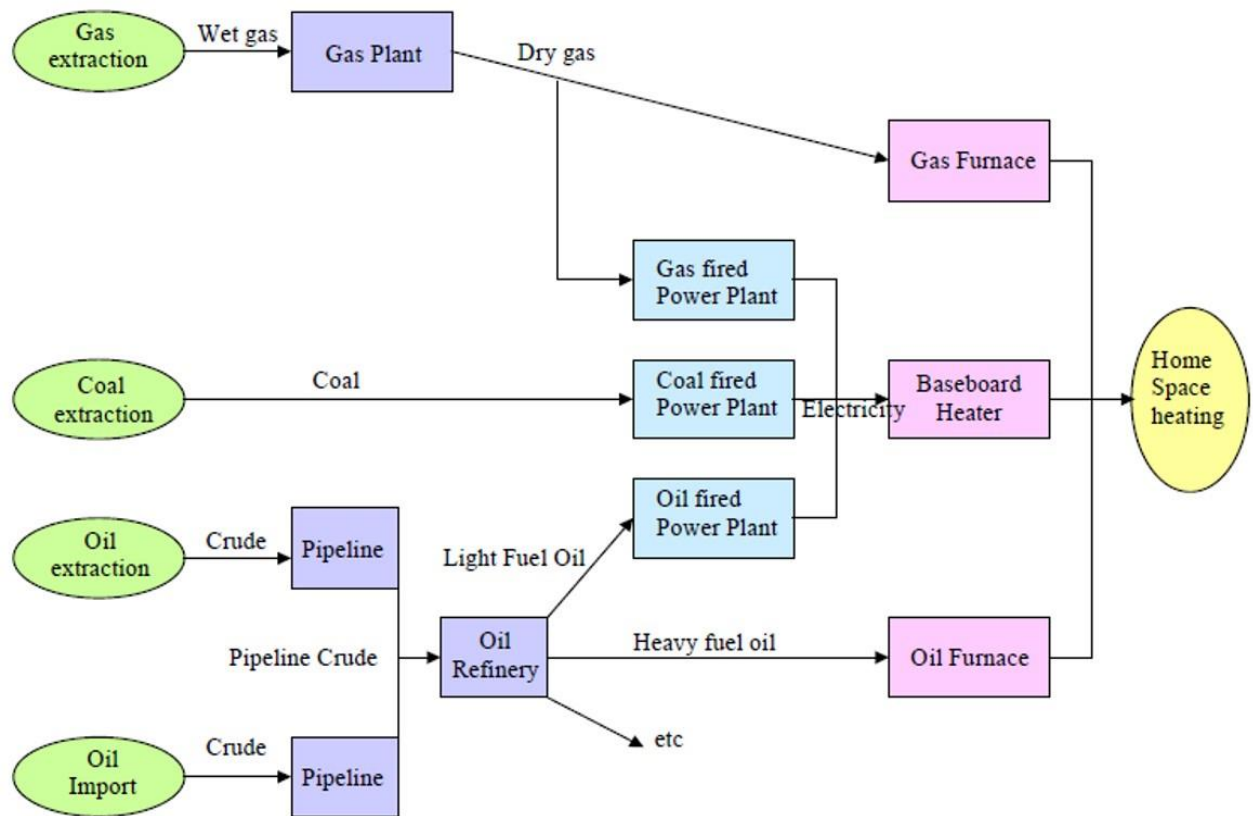 Gas
extraction
Wet gas
Gas Plant
Dry gas
Gas Furnace
Gas fired
Power Plant
Coal
extraction
Coal
Coal fired
Power Plant
Electricity
Baseboard
Heater
Home
Space
heating
Oil
extraction
Crude
Pipeline
Light Fuel Oil
Oil fired
Power Plant
Pipeline Crude
Oil
Refinery
Heavy fuel oil
Oil Furnace
etc
Oil
Import
Crude
Pipeline